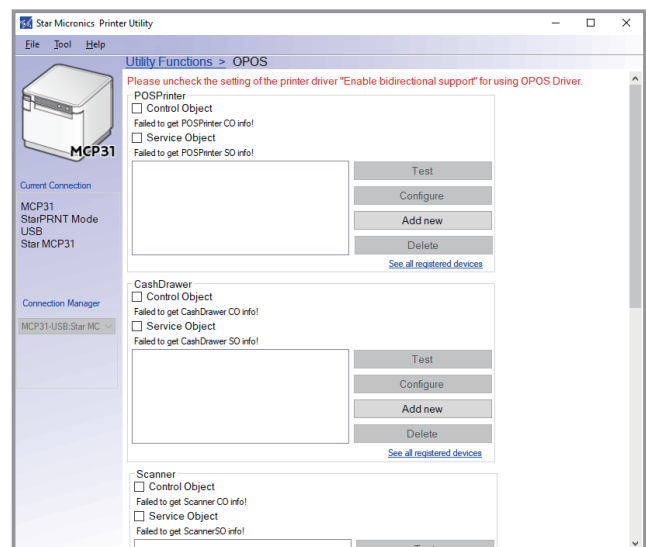 Star Micronics Printer Utility
File Tool Help
Utility Functions > OPOS
Please uncheck the setting of the printer driver "Enable bidirectional support" for using OPOS Driver.
MCP31
Current Connection
MCP31
StarPRNT Mode
USB
Star MCP31
Connection Manager
MCP31-USB:Star MC
POSPrinter
Control Object
Failed to get POSPrinter CO info!
Service Object
Failed to get POSPrinter SO info!
Test
Configure
Add new
Delete
See all registered devices
CashDrawer
Control Object
Failed to get CashDrawer CO info!
Service Object
Failed to get CashDrawer SO info!
Test
Configure
Add new
Delete
See all registered devices
Scanner
Control Object
Failed to get Scanner CO info!
Service Object
Failed to get ScannerSO info!